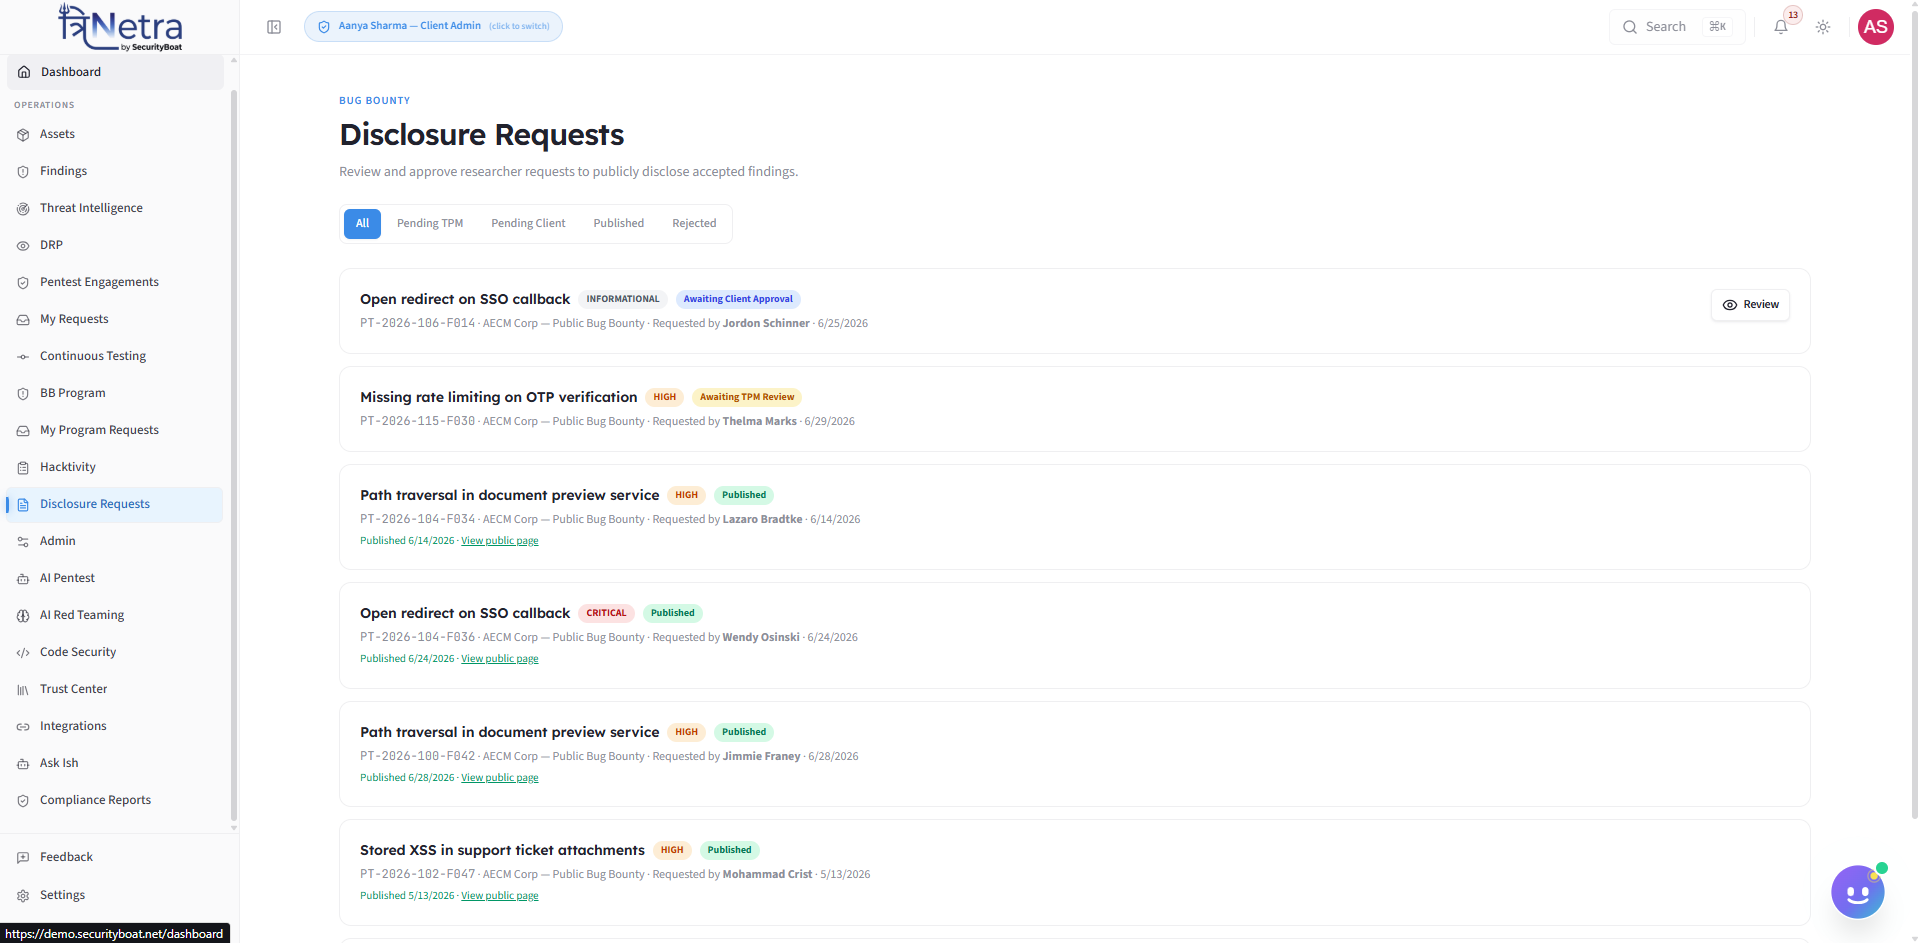 त्रिNetra
by SecurityBoat
Aanya Sharma — Client Admin (click to switch)
Search ⌘K
13
AS
Dashboard
OPERATIONS
Assets
Findings
Threat Intelligence
DRP
Pentest Engagements
My Requests
Continuous Testing
BB Program
My Program Requests
Hacktivity
Disclosure Requests
Admin
AI Pentest
AI Red Teaming
Code Security
Trust Center
Integrations
Ask Ish
Compliance Reports
Feedback
Settings
https://demo.securityboat.net/dashboard
BUG BOUNTY
Disclosure Requests
Review and approve researcher requests to publicly disclose accepted findings.
All Pending TPM Pending Client Published Rejected
Open redirect on SSO callback INFORMATIONAL Awaiting Client Approval
PT-2026-106-F014 · AECM Corp — Public Bug Bounty · Requested by Jordon Schinner · 6/25/2026
Review
Missing rate limiting on OTP verification HIGH Awaiting TPM Review
PT-2026-115-F030 · AECM Corp — Public Bug Bounty · Requested by Thelma Marks · 6/29/2026
Path traversal in document preview service HIGH Published
PT-2026-104-F034 · AECM Corp — Public Bug Bounty · Requested by Lazaro Bradtke · 6/14/2026
Published 6/14/2026 · View public page
Open redirect on SSO callback CRITICAL Published
PT-2026-104-F036 · AECM Corp — Public Bug Bounty · Requested by Wendy Osinski · 6/24/2026
Published 6/24/2026 · View public page
Path traversal in document preview service HIGH Published
PT-2026-100-F042 · AECM Corp — Public Bug Bounty · Requested by Jimmie Franey · 6/28/2026
Published 6/28/2026 · View public page
Stored XSS in support ticket attachments HIGH Published
PT-2026-102-F047 · AECM Corp — Public Bug Bounty · Requested by Mohammad Crist · 5/13/2026
Published 5/13/2026 · View public page